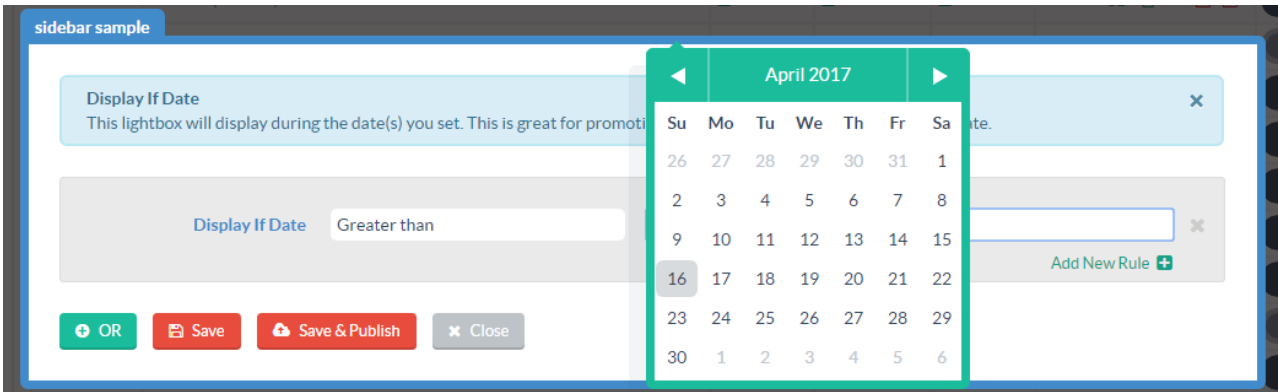 sidebar sample
Display If Date
This lightbox will display during the date(s) you set. This is great for
April 2017
Su Mo Tu We Th Fr Sa
26 27 28 29 30 31 1
2 3 4 5 6 7 8
9 10 11 12 13 14 15
16 17 18 19 20 21 22
23 24 25 26 27 28 29
30 1 2 3 4 5 6
Display If Date Greater than
Add New Rule
OR Save Save & Publish Close